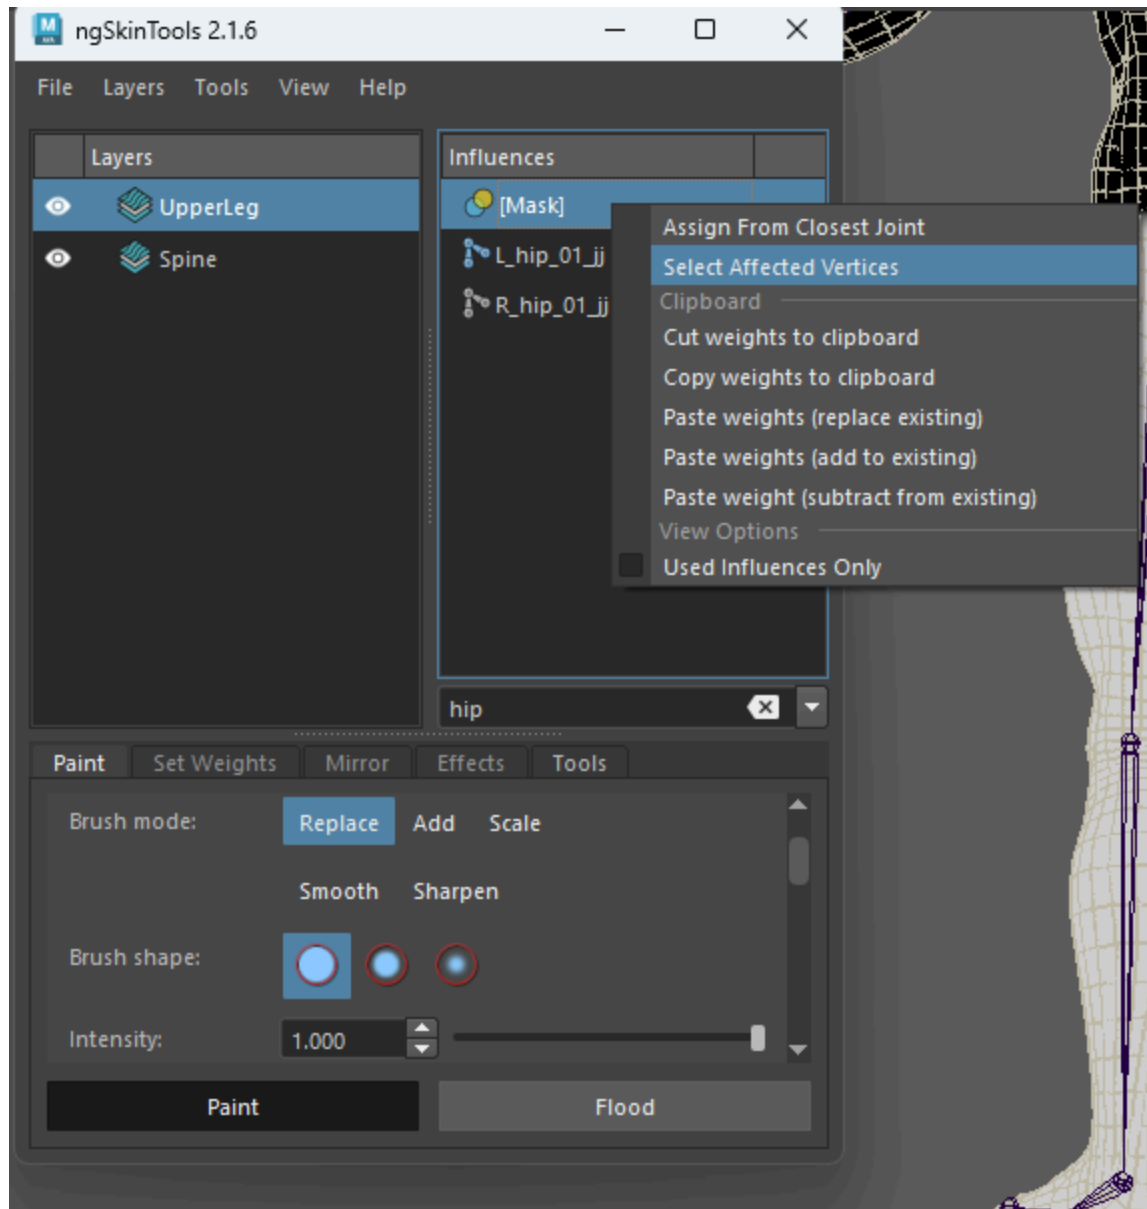 ngSkinTools 2.1.6
File Layers Tools View Help
Layers
Influences
UpperLeg
[Mask]
Spine
L_hip_01_jj
R_hip_01_jj
Assign From Closest Joint
Select Affected Vertices
Clipboard
Cut weights to clipboard
Copy weights to clipboard
Paste weights (replace existing)
Paste weights (add to existing)
Paste weight (subtract from existing)
View Options
Used Influences Only
hip
Paint Set Weights Mirror Effects Tools
Brush mode: Replace Add Scale
Smooth Sharpen
Brush shape:
Intensity: 1.000
Paint Flood